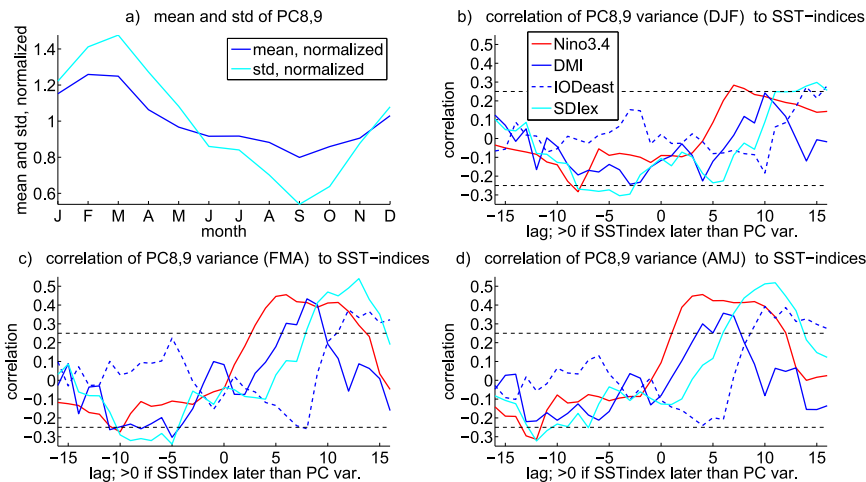 a) mean and std of PC8,9
mean and std, normalized
1.4
1.2
1
0.8
0.6
mean, normalized
std, normalized
J F M A M J J A S O N D
month
b) correlation of PC8,9 variance (DJF) to SST−indices
correlation
0.5
0.4
0.3
0.2
0.1
0
−0.1
−0.2
−0.3
Nino3.4
DMI
IODeast
SDIex
−15 −10 −5 0 5 10 15
lag; >0 if SSTindex later than PC var.
c) correlation of PC8,9 variance (FMA) to SST−indices
correlation
0.5
0.4
0.3
0.2
0.1
0
−0.1
−0.2
−0.3
−15 −10 −5 0 5 10 15
lag; >0 if SSTindex later than PC var.
d) correlation of PC8,9 variance (AMJ) to SST−indices
correlation
0.5
0.4
0.3
0.2
0.1
0
−0.1
−0.2
−0.3
−15 −10 −5 0 5 10 15
lag; >0 if SSTindex later than PC var.